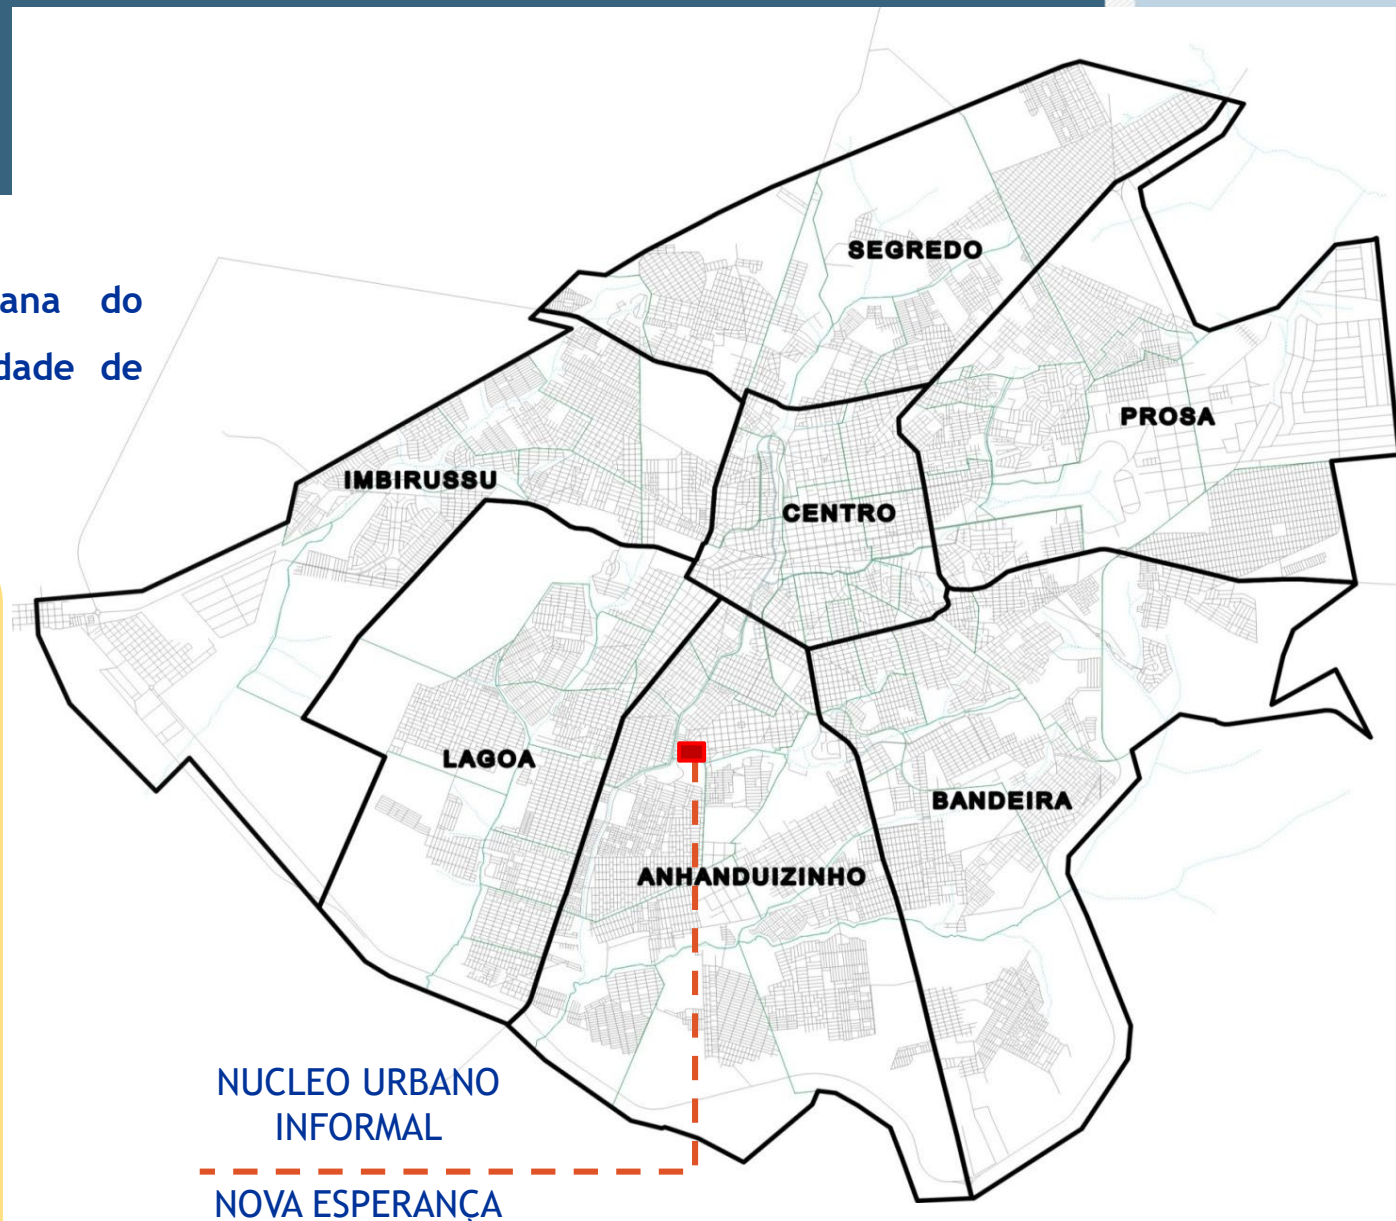 SEGREDO
ana do
dade de
PROSA
IMBIRUSSU
CENTRO
LAGOA
BANDEIRA
ANHANDUIZINHO
NUCLEO URBANO
INFORMAL
NOVA ESPERANÇA